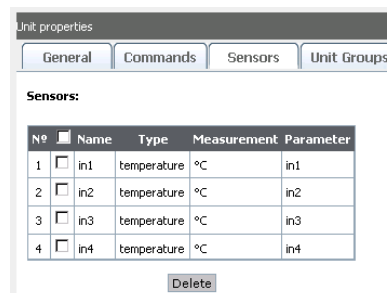 Unit properties
General Commands Sensors Unit Groups
Sensors:
Nº Name Type Measurement Parameter
1 in1 temperature °C in1
2 in2 temperature °C in2
3 in3 temperature °C in3
4 in4 temperature °C in4
Delete